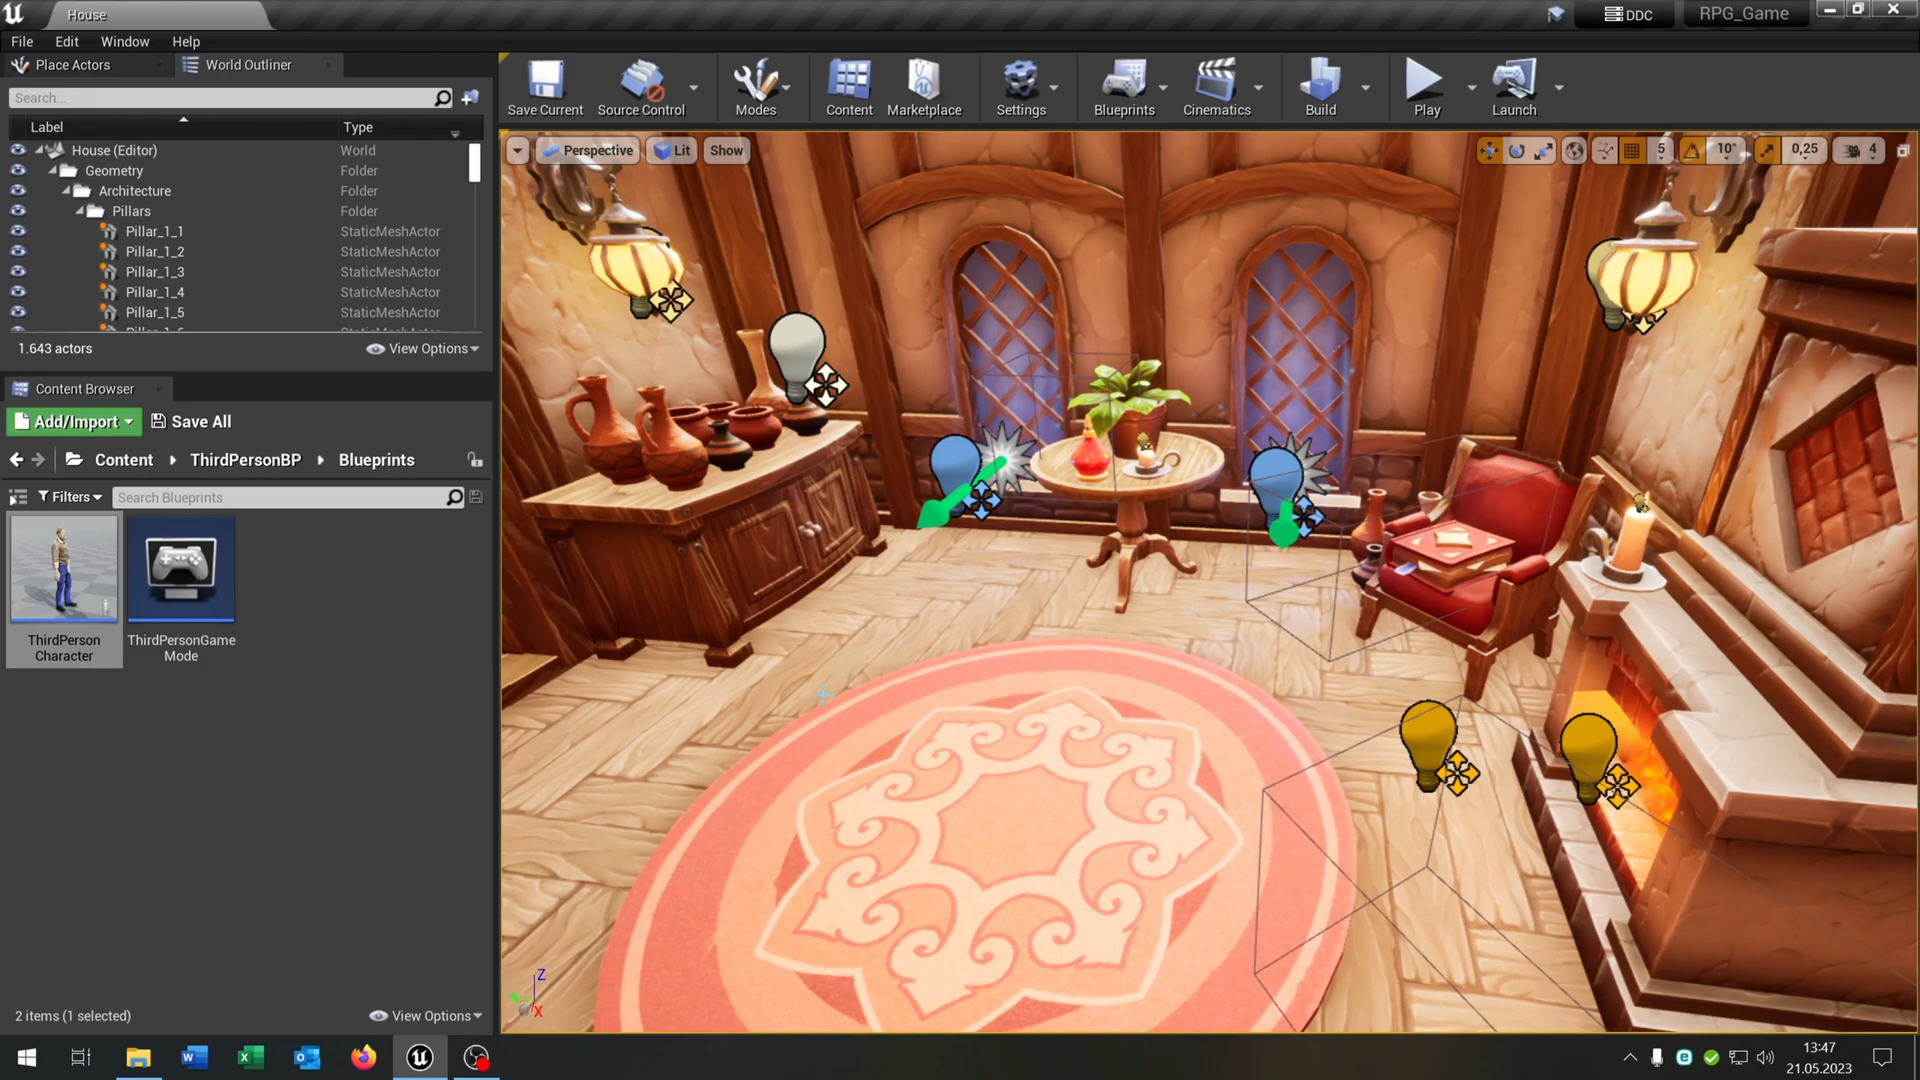 House
DDC
RPG_Game
File Edit Window Help
Place Actors
World Outliner
Search...
Label Type
House (Editor) World
Geometry Folder
Architecture Folder
Pillars Folder
Pillar_1_1 StaticMeshActor
Pillar_1_2 StaticMeshActor
Pillar_1_3 StaticMeshActor
Pillar_1_4 StaticMeshActor
Pillar_1_5 StaticMeshActor
1.643 actors
View Options
Save Current
Source Control
Modes
Content
Marketplace
Settings
Blueprints
Cinematics
Build
Play
Launch
Perspective
Lit
Show
5
10°
0,25
4
Content Browser
Add/Import
Save All
Content ThirdPersonBP Blueprints
Filters
Search Blueprints
ThirdPerson
Character
ThirdPersonGame
Mode
2 items (1 selected)
View Options
Z
X
13:47
21.05.2023